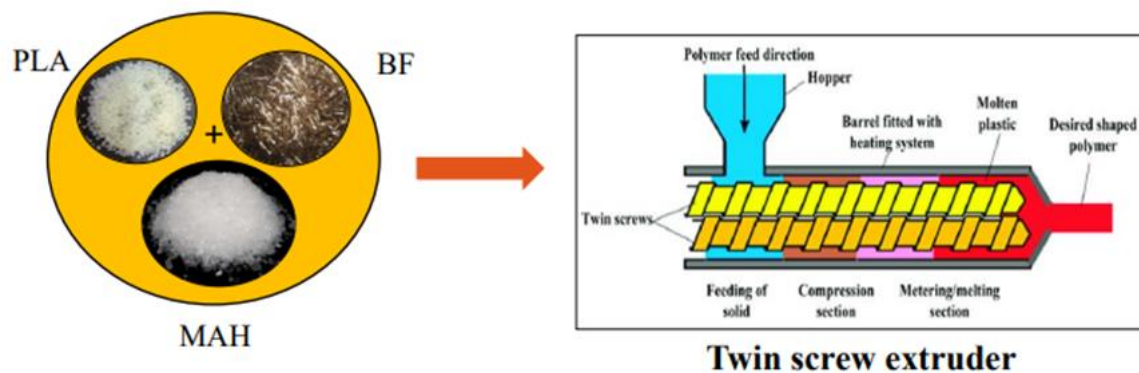 PLA
BF
+
MAH
Polymer feed direction
Hopper
Barrel fitted with
heating system
Molten
plastic
Desired shaped
polymer
Twin screws
Feeding of
solid
Compression
section
Metering/melting
section
Twin screw extruder